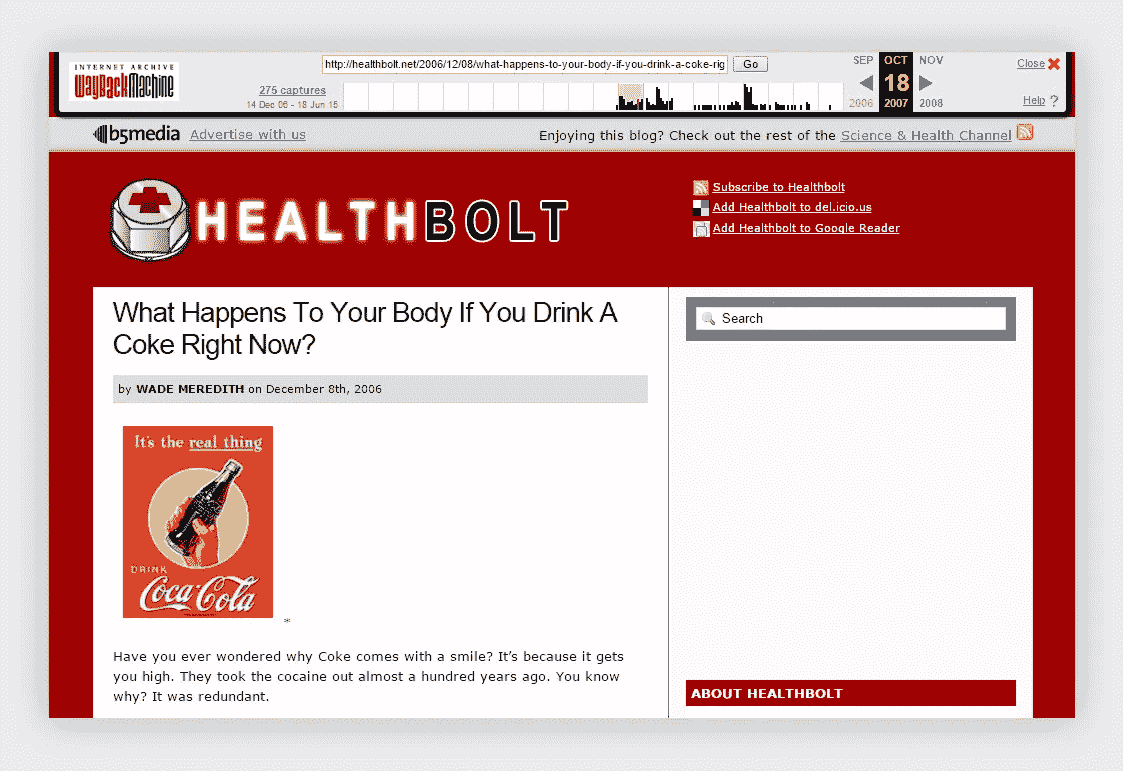 INTERNET ARCHIVE
WayBackMachine
http://healthbolt.net/2006/12/08/what-happens-to-your-body-if-you-drink-a-coke-rig
Go
275 captures
14 Dec 06 - 18 Jun 15
SEP OCT NOV
18
2006 2007 2008
Close
Help ?
b5media Advertise with us
Enjoying this blog? Check out the rest of the Science & Health Channel
HEALTHBOLT
Subscribe to Healthbolt
Add Healthbolt to del.icio.us
Add Healthbolt to Google Reader
What Happens To Your Body If You Drink A
Coke Right Now?
by WADE MEREDITH on December 8th, 2006
It's the real thing
DRINK
Coca-Cola
*
Have you ever wondered why Coke comes with a smile? It's because it gets
you high. They took the cocaine out almost a hundred years ago. You know
why? It was redundant.
Search
ABOUT HEALTHBOLT